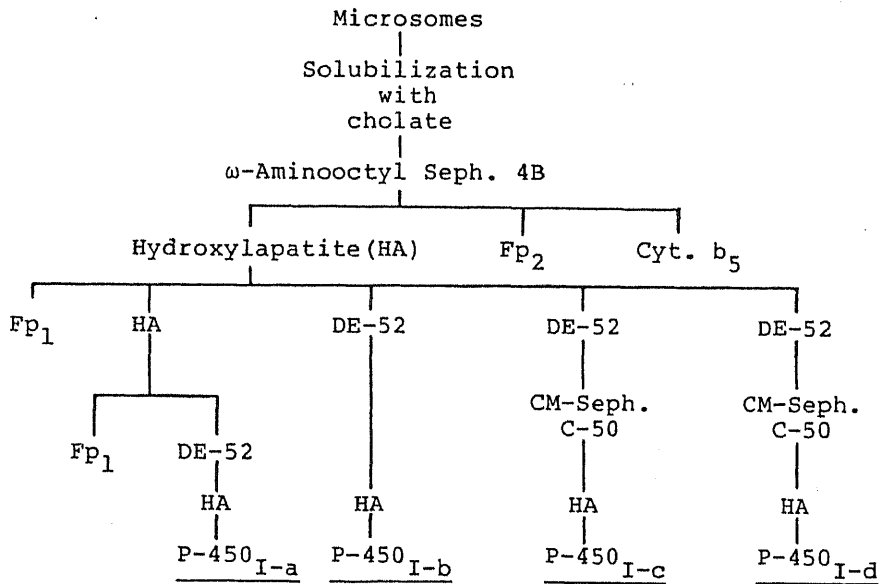 Microsomes
Solubilization
with
cholate
ω-Aminooctyl Seph. 4B
Hydroxylapatite(HA) Fp2 Cyt. b5
Fp1 HA DE-52 DE-52 DE-52
CM-Seph. CM-Seph.
C-50 C-50
Fp1 DE-52
HA HA HA HA
P-450I-a P-450I-b P-450I-c P-450I-d